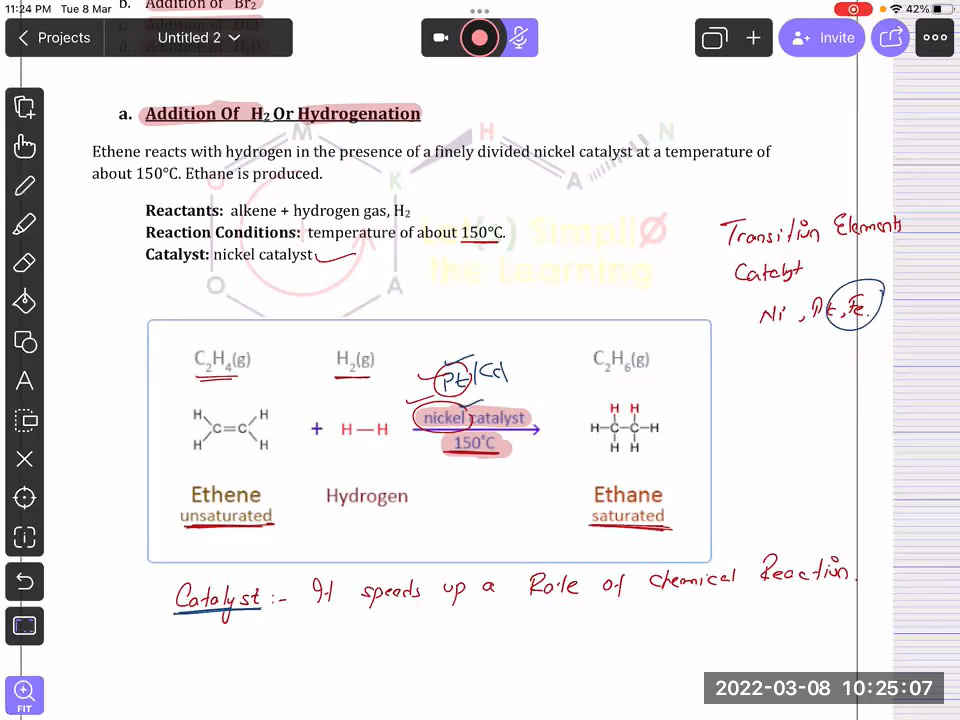 11:24 PM Tue 8 Mar
42%
b. Addition of Br₂
Projects
Untitled 2
Invite
a. Addition Of H₂ Or Hydrogenation
Ethene reacts with hydrogen in the presence of a finely divided nickel catalyst at a temperature of
about 150°C. Ethane is produced.
Reactants: alkene + hydrogen gas, H₂
Reaction Conditions: temperature of about 150°C.
Catalyst: nickel catalyst
M H N
O K A
O A
the Learning
Transition Elements
Catalyst
Ni, Pt, Fe.
C₂H₄(g) H₂(g) Pt/Cd C₂H₆(g)
nickel catalyst
150°C
H H H H
C=C + H—H H—C—C—H
H H H H
Ethene Hydrogen Ethane
unsaturated saturated
Catalyst :- It speeds up a Rate of chemical Reaction.
2022-03-08 10:25:07
FIT